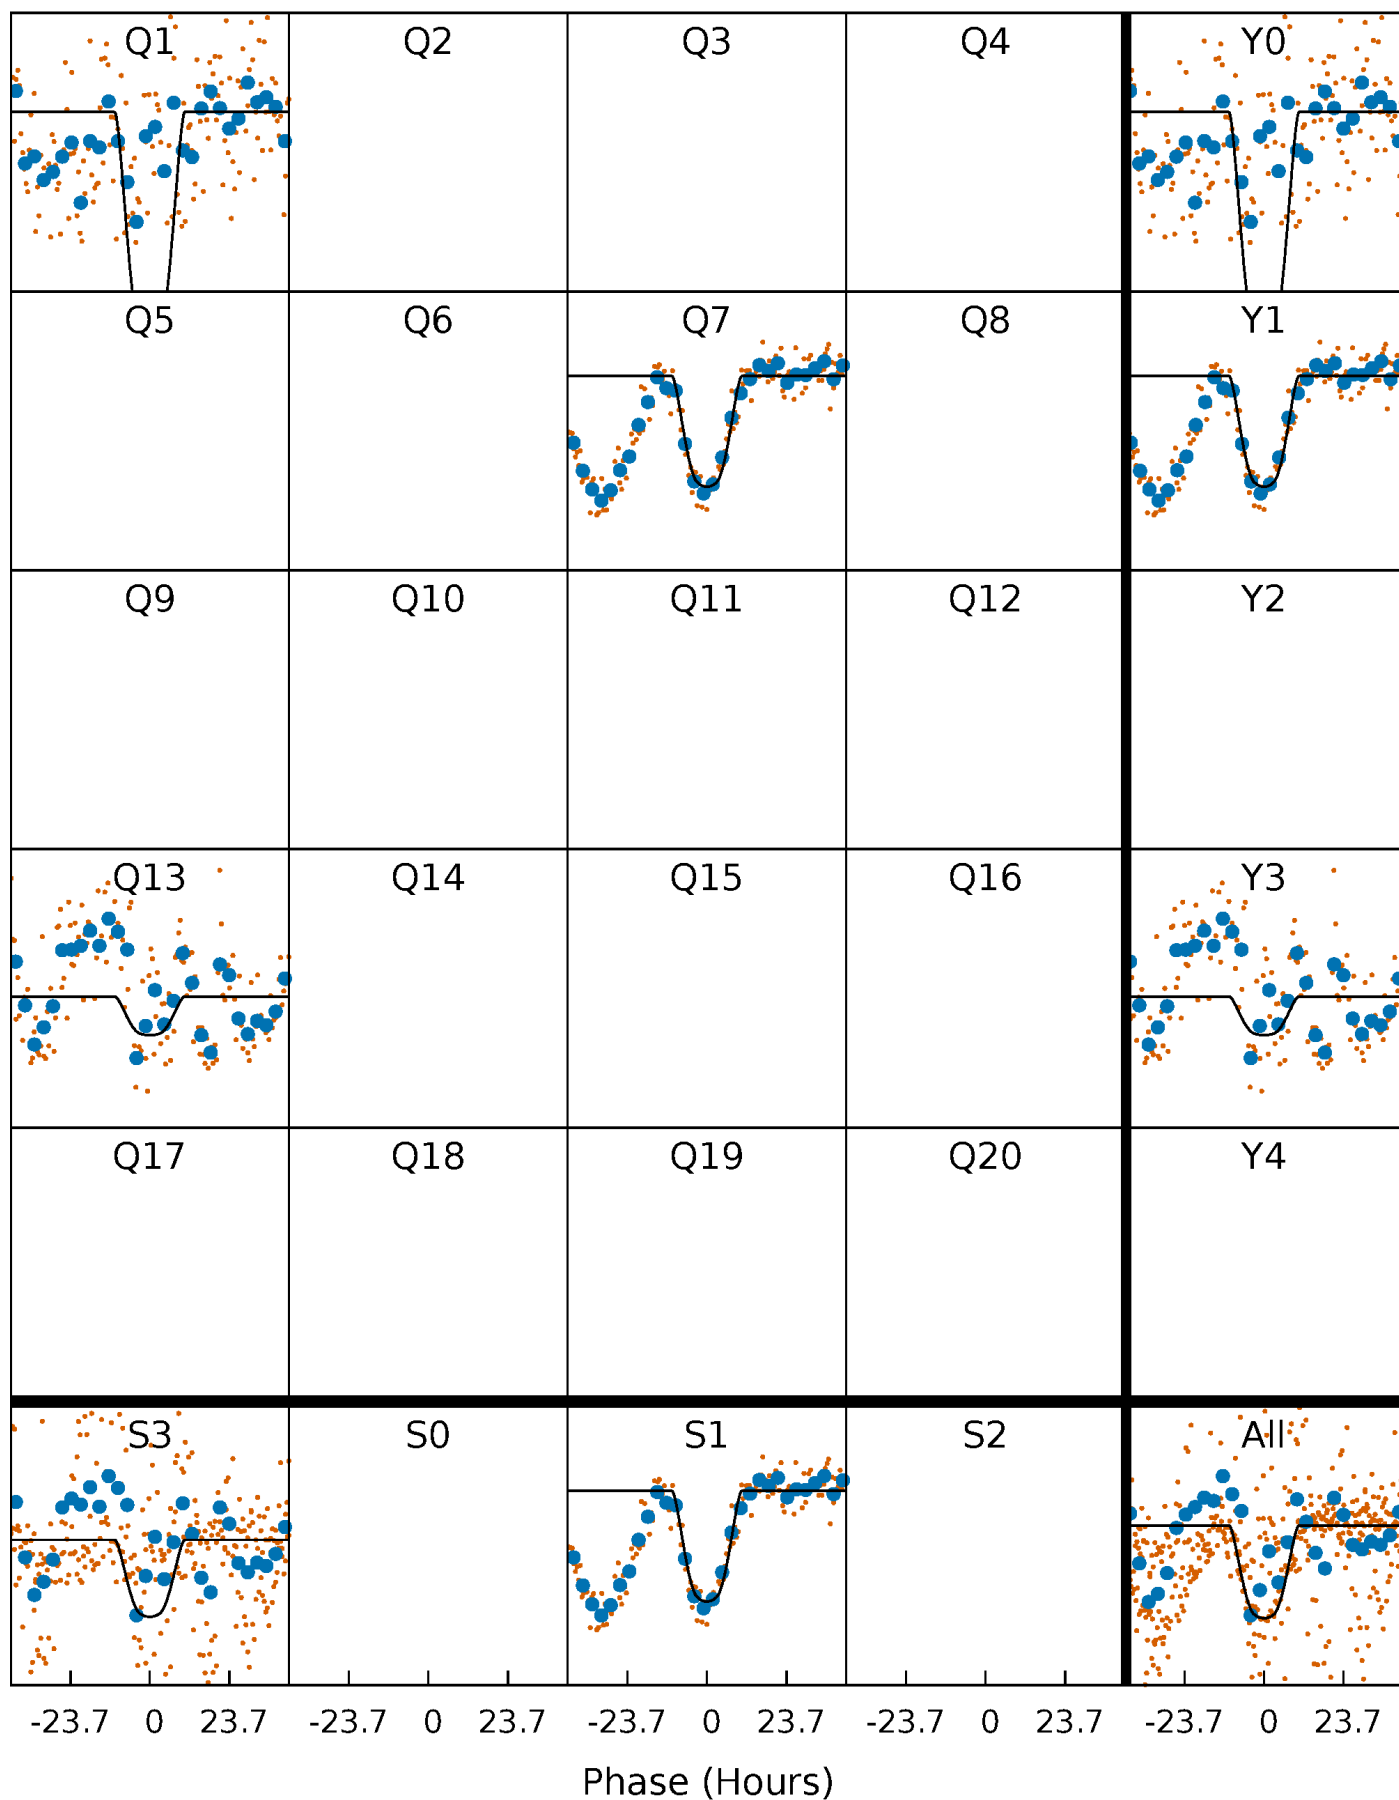 Q1 Q2 Q3 Q4 Y0
Q5 Q6 Q7 Q8 Y1
Q9 Q10 Q11 Q12 Y2
Q13 Q14 Q15 Q16 Y3
Q17 Q18 Q19 Q20 Y4
S3 S0 S1 S2 All
-23.7 0 23.7 -23.7 0 23.7 -23.7 0 23.7 -23.7 0 23.7 -23.7 0 23.7
Phase (Hours)